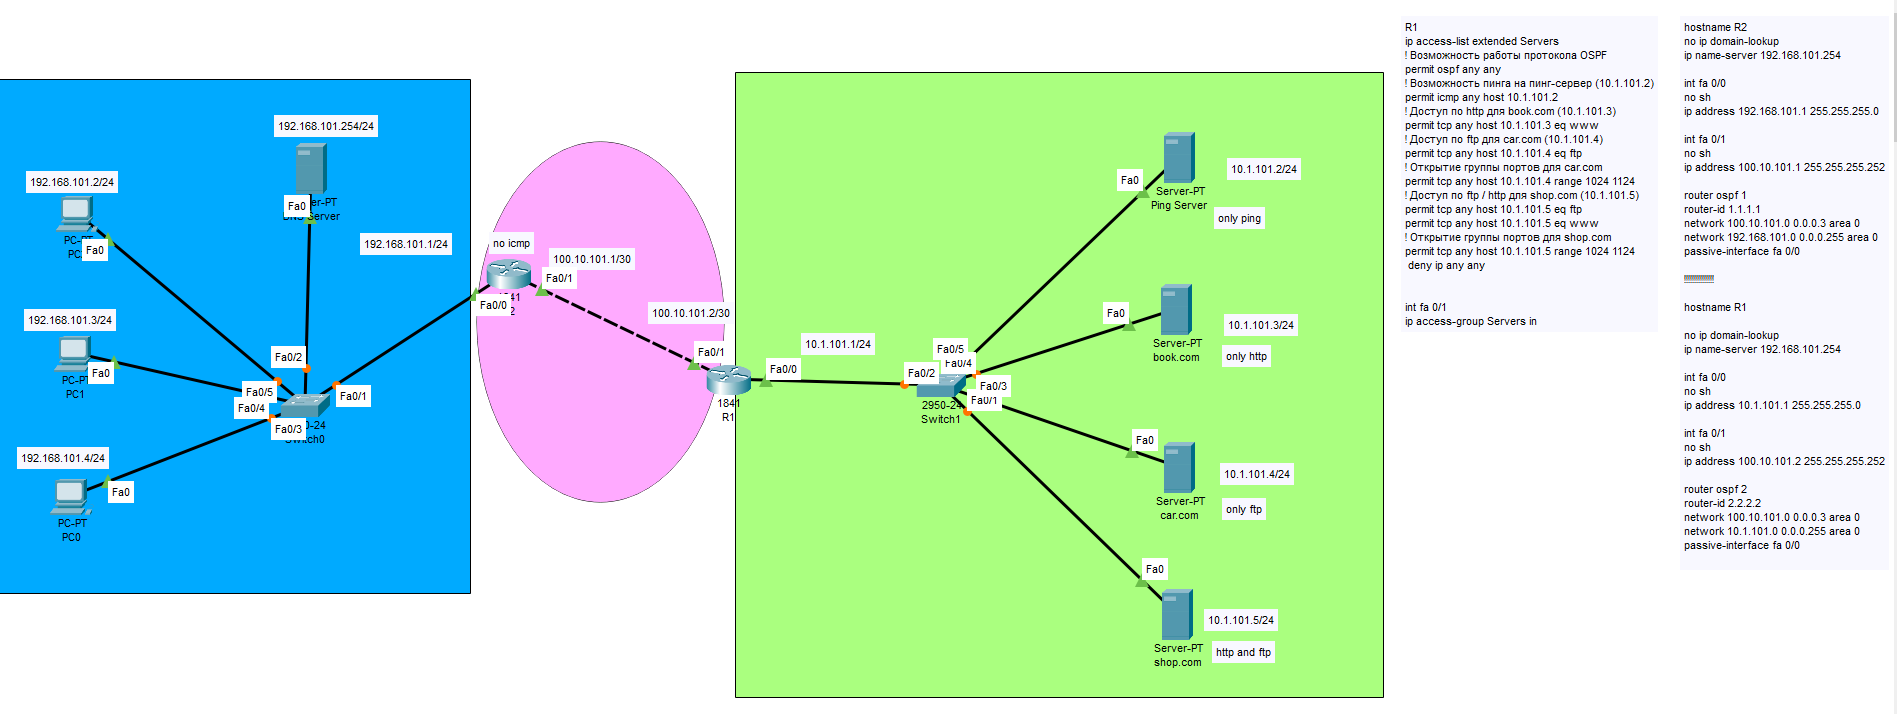 192.168.101.254/24
192.168.101.2/24
Fa0
er-PT
Server
PC-PT
Fa0
192.168.101.1/24
192.168.101.3/24
PC-PT
PC1
Fa0
Fa0/2
Fa0/5
Fa0/4
Fa0/3
Fa0/1
-24
Switch0
192.168.101.4/24
Fa0
PC-PT
PC0
no icmp
100.10.101.1/30
Fa0/1
Fa0/0
41
2
100.10.101.2/30
Fa0/1
Fa0/0
1841
R1
10.1.101.1/24
Fa0/5
Fa0/4
Fa0/2
Fa0/3
Fa0/1
2950-24
Switch1
Fa0
Server-PT
Ping Server
10.1.101.2/24
only ping
Fa0
Server-PT
book.com
10.1.101.3/24
only http
Fa0
Server-PT
car.com
10.1.101.4/24
only ftp
Fa0
Server-PT
shop.com
10.1.101.5/24
http and ftp
R1
ip access-list extended Servers
! Возможность работы протокола OSPF
permit ospf any any
! Возможность пинга на пинг-сервер (10.1.101.2)
permit icmp any host 10.1.101.2
! Доступ по http для book.com (10.1.101.3)
permit tcp any host 10.1.101.3 eq www
! Доступ по ftp для car.com (10.1.101.4)
permit tcp any host 10.1.101.4 eq ftp
! Открытие группы портов для car.com
permit tcp any host 10.1.101.4 range 1024 1124
! Доступ по ftp / http для shop.com (10.1.101.5)
permit tcp any host 10.1.101.5 eq ftp
permit tcp any host 10.1.101.5 eq www
! Открытие группы портов для shop.com
permit tcp any host 10.1.101.5 range 1024 1124
deny ip any any
int fa 0/1
ip access-group Servers in
hostname R2
no ip domain-lookup
ip name-server 192.168.101.254
int fa 0/0
no sh
ip address 192.168.101.1 255.255.255.0
int fa 0/1
no sh
ip address 100.10.101.1 255.255.255.252
router ospf 1
router-id 1.1.1.1
network 100.10.101.0 0.0.0.3 area 0
network 192.168.101.0 0.0.0.255 area 0
passive-interface fa 0/0
hostname R1
no ip domain-lookup
ip name-server 192.168.101.254
int fa 0/0
no sh
ip address 10.1.101.1 255.255.255.0
int fa 0/1
no sh
ip address 100.10.101.2 255.255.255.252
router ospf 2
router-id 2.2.2.2
network 100.10.101.0 0.0.0.3 area 0
network 10.1.101.0 0.0.0.255 area 0
passive-interface fa 0/0